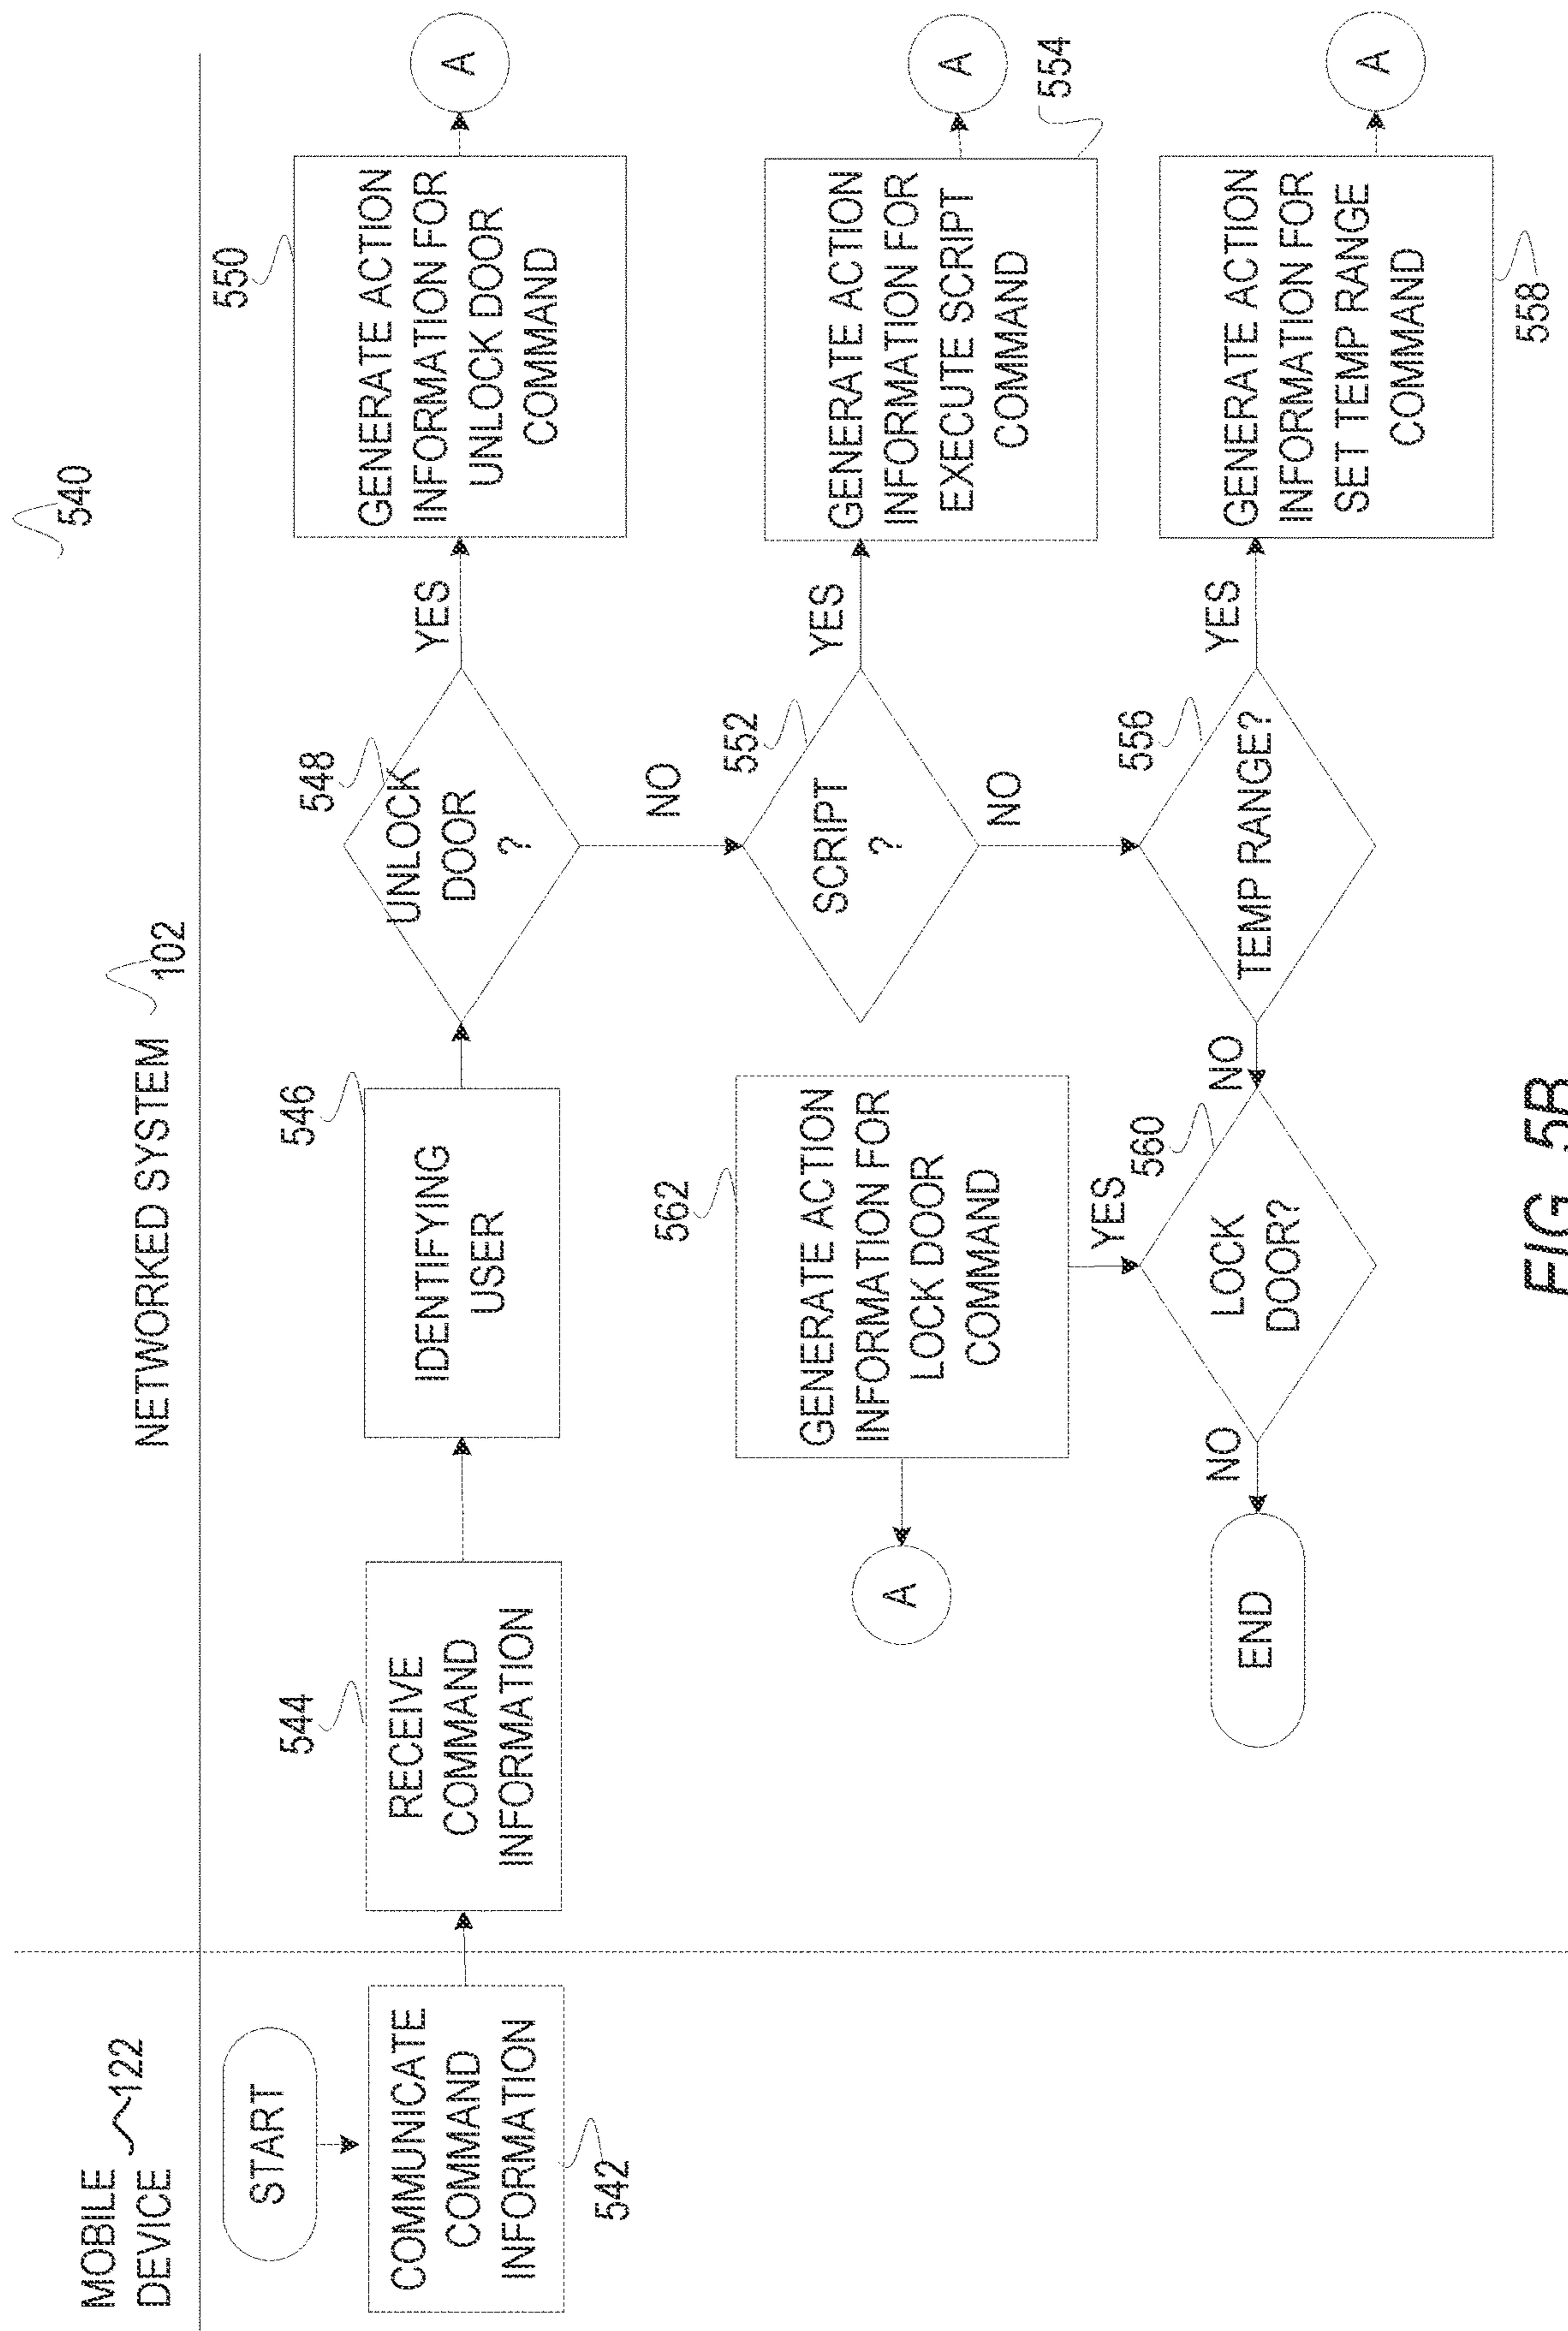 540
MOBILE
DEVICE
122
NETWORKED SYSTEM
102
START
COMMUNICATE
COMMAND
INFORMATION
542
544
RECEIVE
COMMAND
INFORMATION
546
IDENTIFYING
USER
548
UNLOCK
DOOR
?
YES
550
GENERATE ACTION
INFORMATION FOR
UNLOCK DOOR
COMMAND
A
NO
552
SCRIPT
?
YES
GENERATE ACTION
INFORMATION FOR
EXECUTE SCRIPT
COMMAND
554
A
NO
556
TEMP RANGE?
YES
GENERATE ACTION
INFORMATION FOR
SET TEMP RANGE
COMMAND
558
A
NO
560
LOCK
DOOR?
YES
562
GENERATE ACTION
INFORMATION FOR
LOCK DOOR
COMMAND
A
NO
END
FIG. 5B